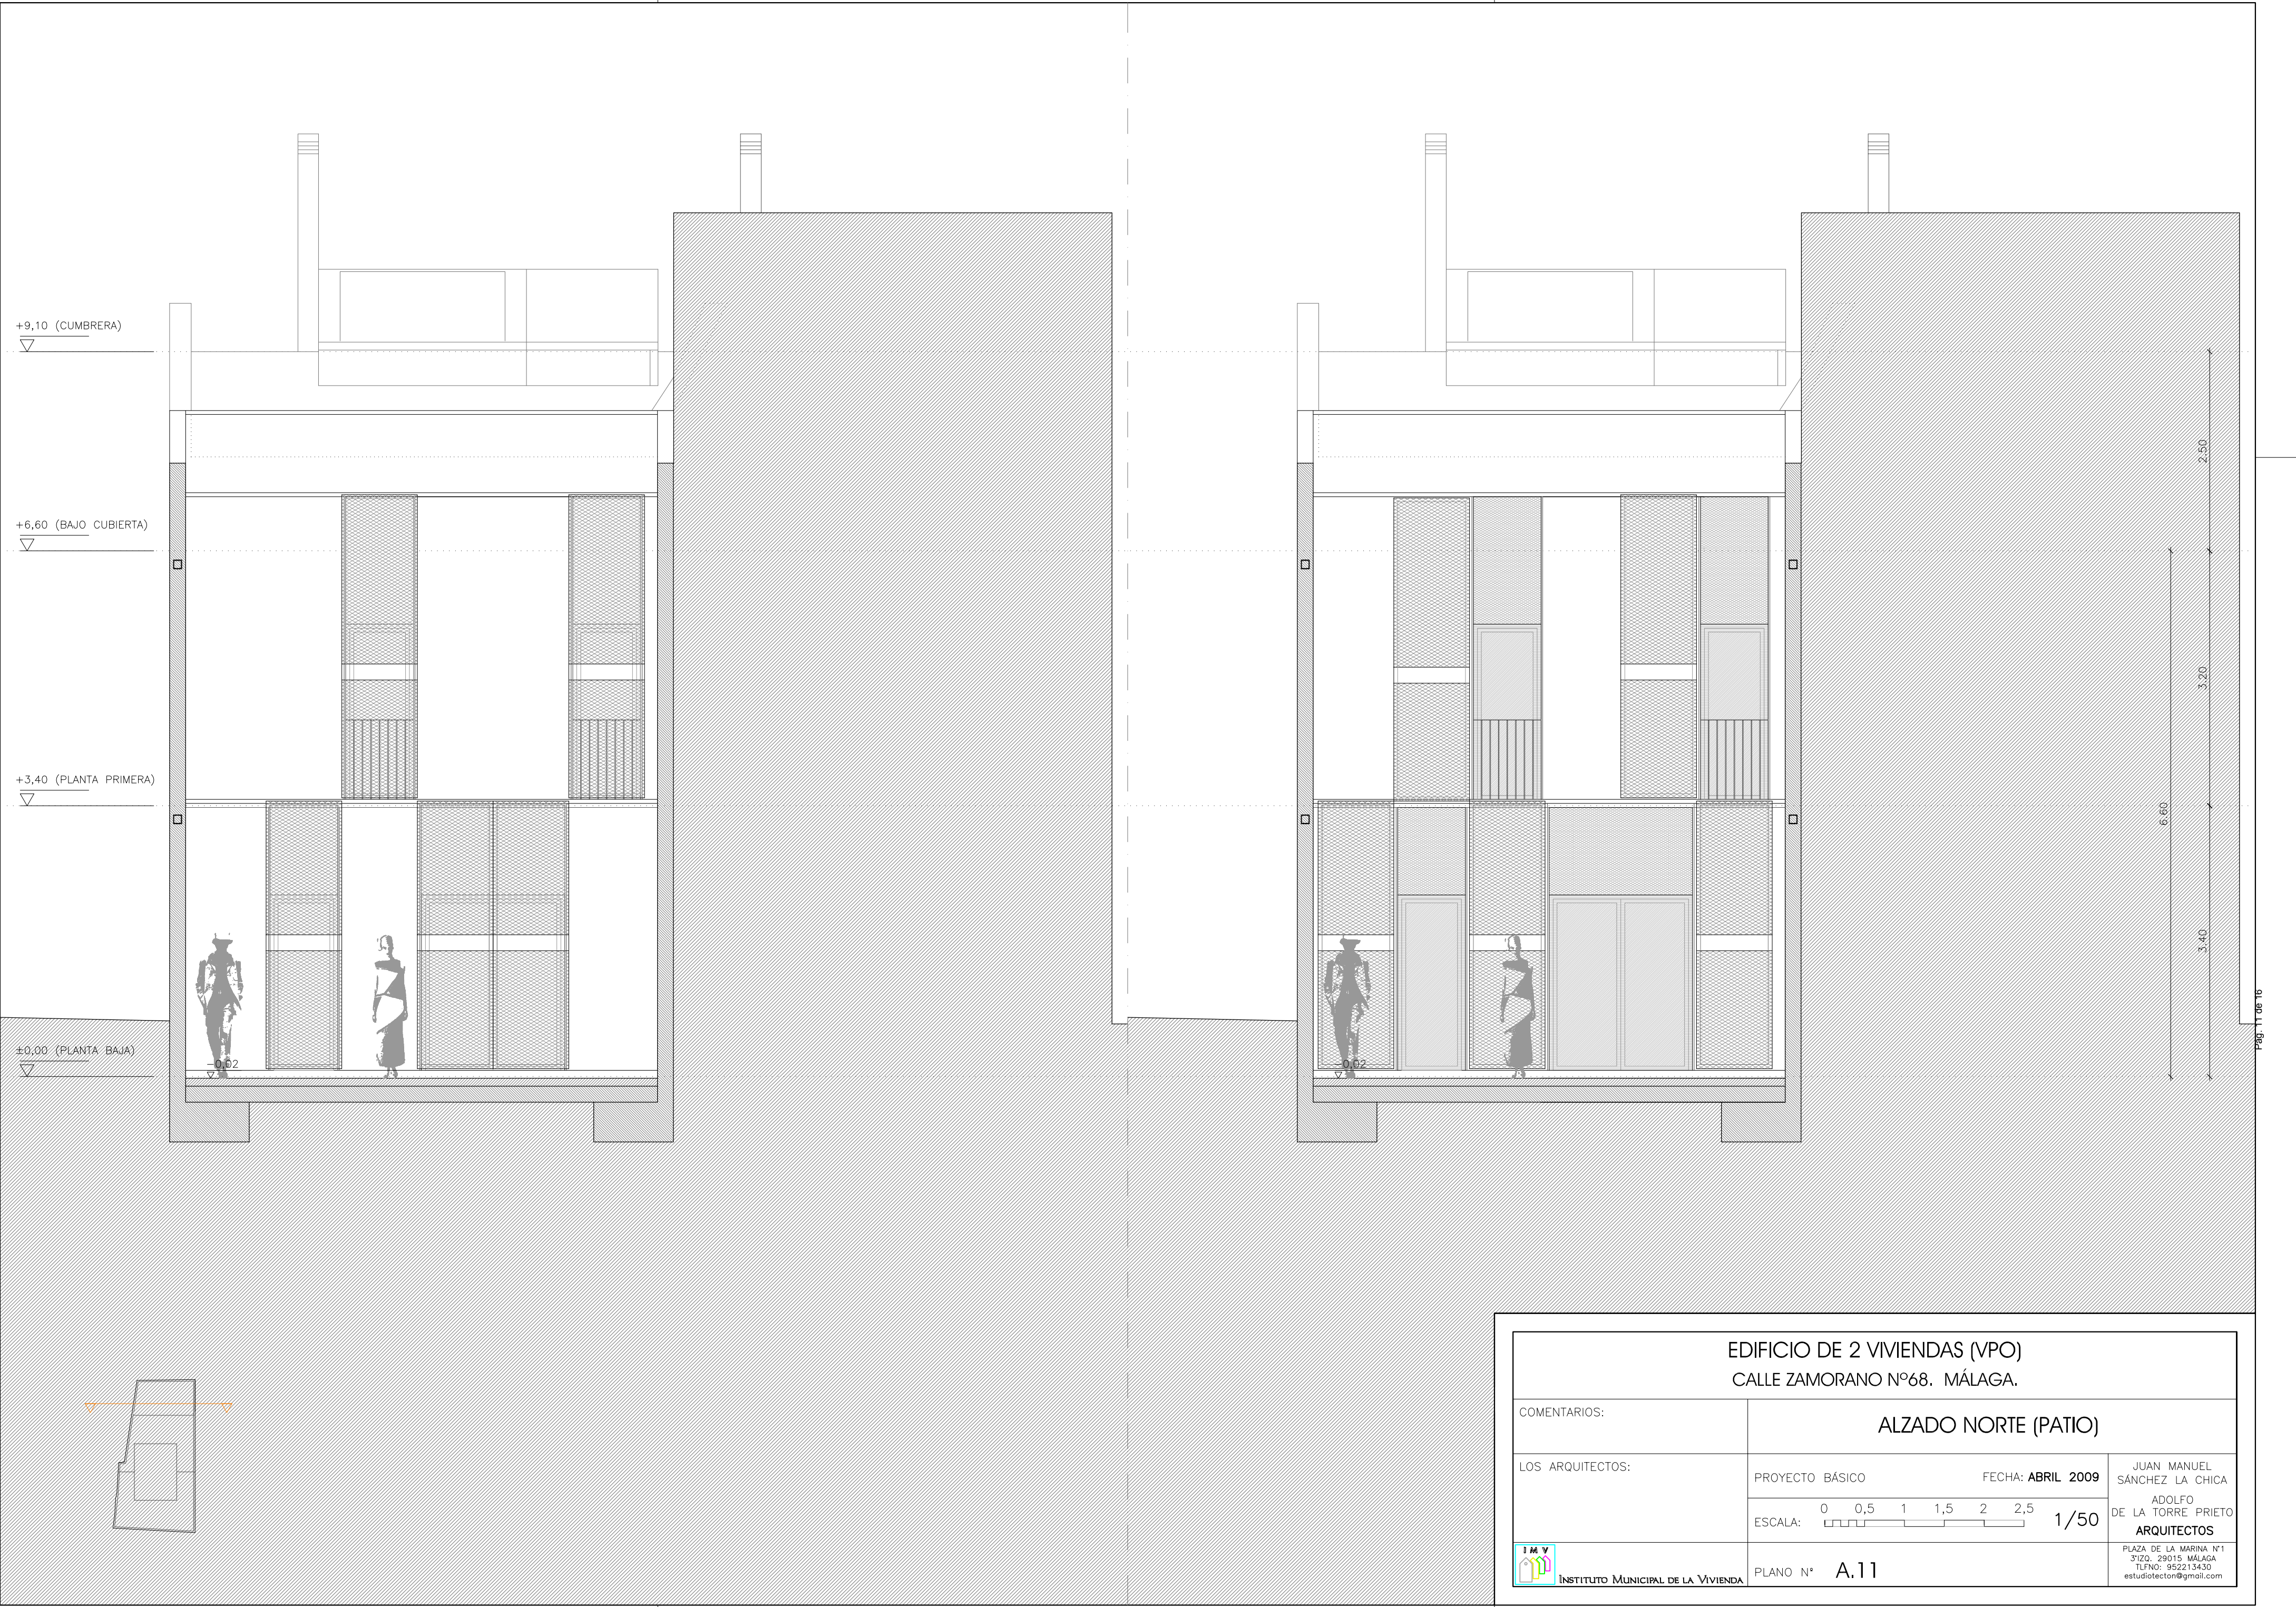 +9,10 (CUMBRERA)
+6,60 (BAJO CUBIERTA)
+3,40 (PLANTA PRIMERA)
±0,00 (PLANTA BAJA)
-0,02
-0,02
2.50
3.20
6.60
3.40
Pág. 11 de 16
EDIFICIO DE 2 VIVIENDAS (VPO)
CALLE ZAMORANO Nº68. MÁLAGA.
COMENTARIOS:
ALZADO NORTE (PATIO)
LOS ARQUITECTOS:
PROYECTO BÁSICO
FECHA: ABRIL 2009
JUAN MANUEL
SÁNCHEZ LA CHICA
ADOLFO
DE LA TORRE PRIETO
ARQUITECTOS
ESCALA:
0 0,5 1 1,5 2 2,5
1/50
IMV
INSTITUTO MUNICIPAL DE LA VIVIENDA
PLANO Nº A.11
PLAZA DE LA MARINA Nº1
3ºIZQ. 29015 MÁLAGA
TLFNO: 952213430
estudiotecton@gmail.com